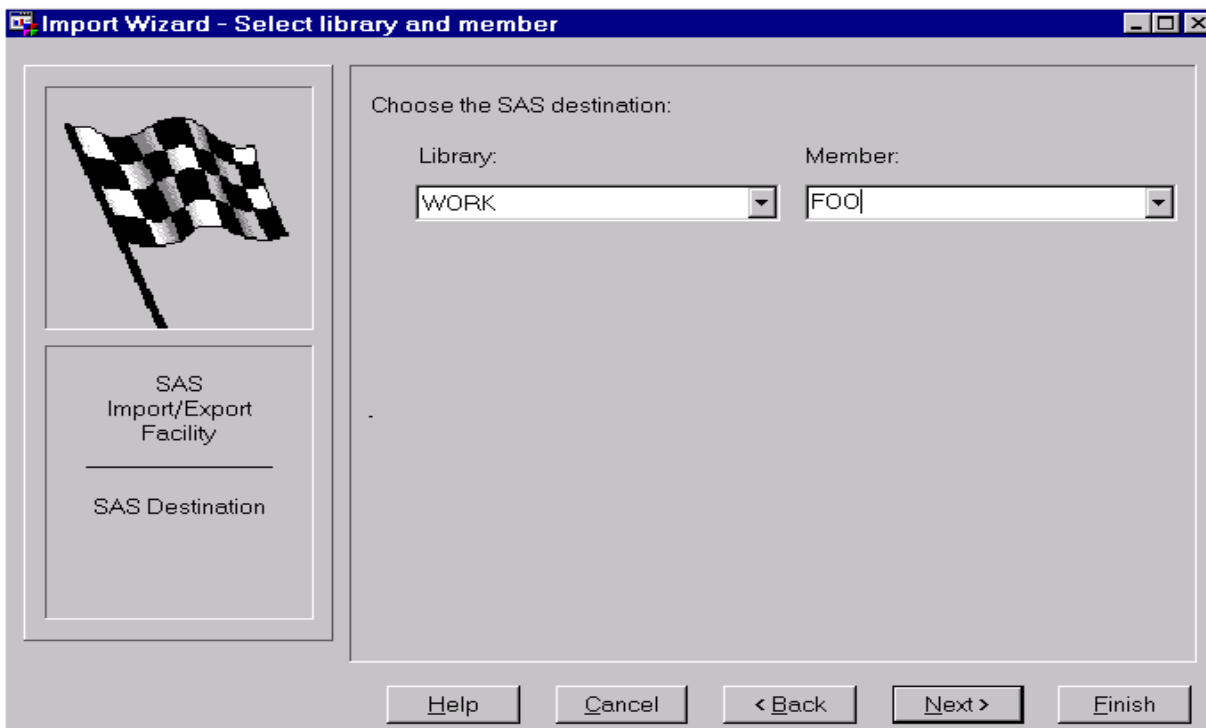 Import Wizard - Select library and member
Choose the SAS destination:
Library: Member:
WORK FOO
SAS
Import/Export
Facility
SAS Destination
Help Cancel < Back Next > Finish